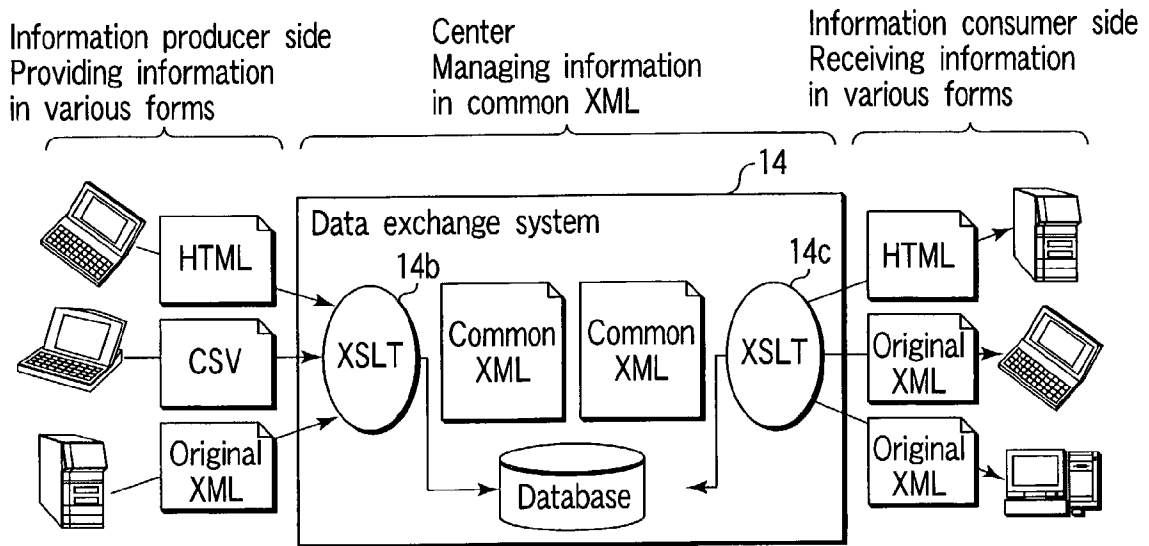 Information producer side
Providing information
in various forms
Center
Managing information
in common XML
Information consumer side
Receiving information
in various forms
14
Data exchange system
HTML
CSV
Original
XML
14b
XSLT
Common
XML
Common
XML
14c
XSLT
Database
HTML
Original
XML
Original
XML